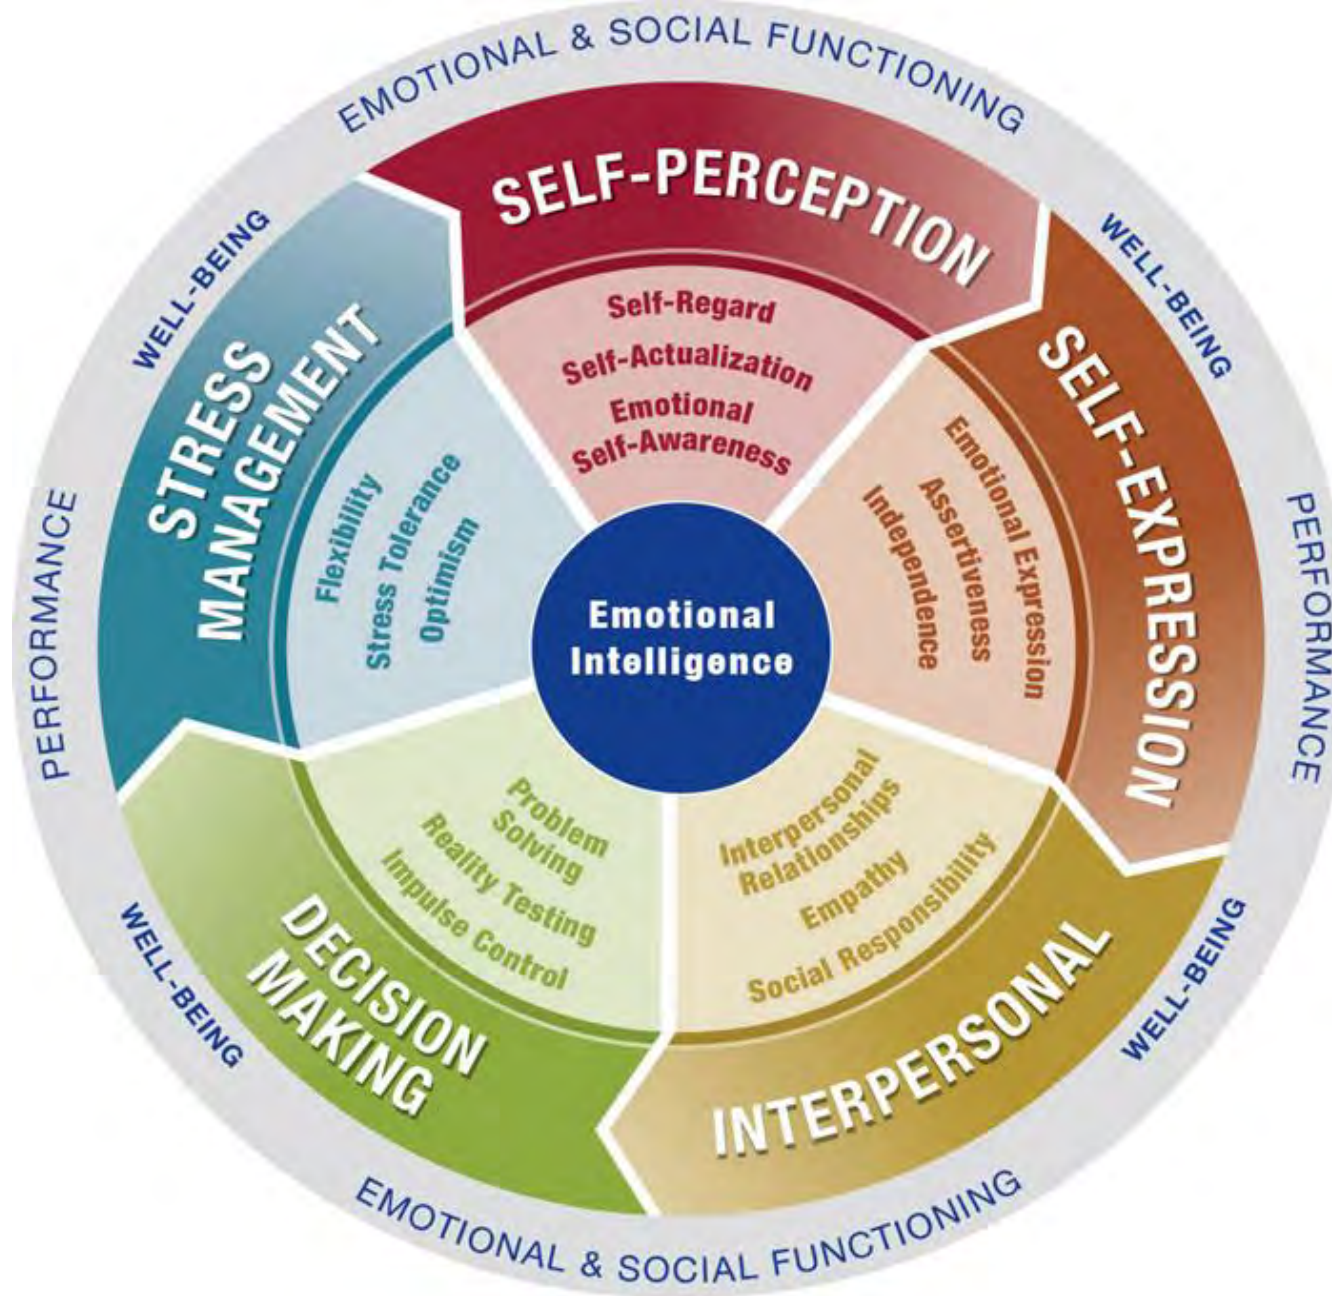 EMOTIONAL & SOCIAL FUNCTIONING
WELL-BEING
WELL-BEING
PERFORMANCE
PERFORMANCE
WELL-BEING
WELL-BEING
EMOTIONAL & SOCIAL FUNCTIONING
SELF-PERCEPTION
Self-Regard
Self-Actualization
Emotional
Self-Awareness
SELF-EXPRESSION
Emotional Expression
Assertiveness
Independence
INTERPERSONAL
Interpersonal
Relationships
Empathy
Social Responsibility
DECISION
MAKING
Problem
Solving
Reality Testing
Impulse Control
STRESS
MANAGEMENT
Flexibility
Stress Tolerance
Optimism
Emotional
Intelligence